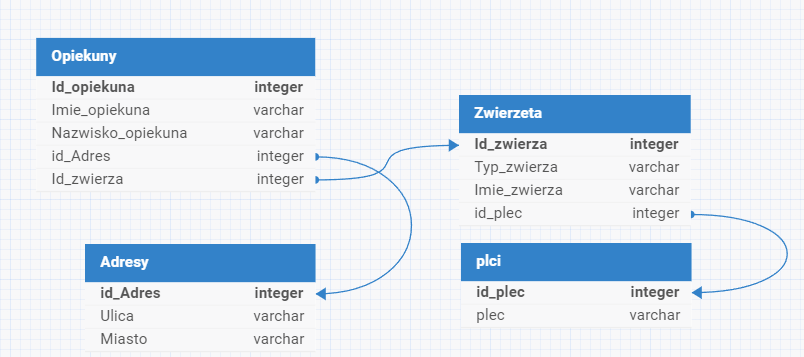 Opiekuny
Id_opiekuna integer
Imie_opiekuna varchar
Nazwisko_opiekuna varchar
id_Adres integer
Id_zwierza integer
Adresy
id_Adres integer
Ulica varchar
Miasto varchar
Zwierzeta
Id_zwierza integer
Typ_zwierza varchar
Imie_zwierza varchar
id_plec integer
plci
id_plec integer
plec varchar